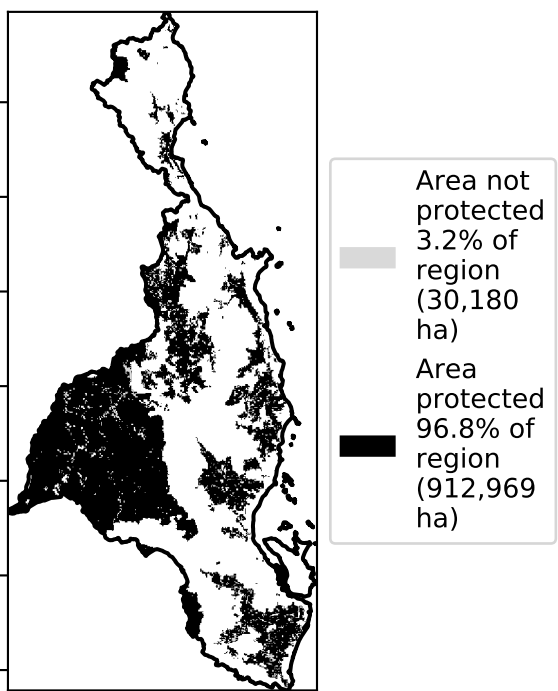 Area not
protected
3.2% of
region
(30,180
ha)
Area
protected
96.8% of
region
(912,969
ha)